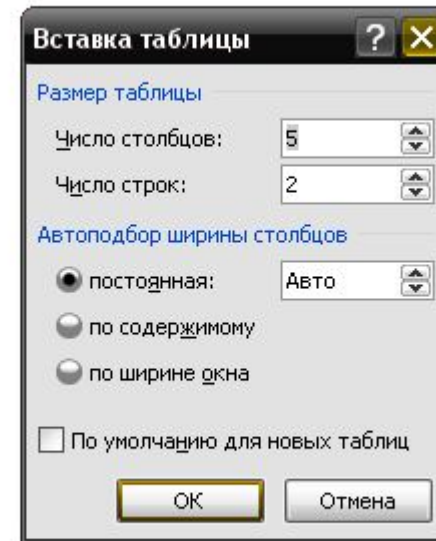 Вставка таблицы
Размер таблицы
Число столбцов: 5
Число строк: 2
Автоподбор ширины столбцов
постоянная: Авто
по содержимому
по ширине окна
По умолчанию для новых таблиц
ОК Отмена